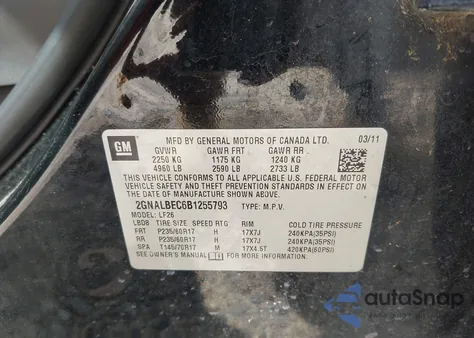 GM
MFD BY GENERAL MOTORS OF CANADA LTD. 03/11
GVWR GAWR FRT GAWR RR
2250 KG 1175 KG 1240 KG
4960 LB 2590 LB 2733 LB
THIS VEHICLE CONFORMS TO ALL APPLICABLE U.S. FEDERAL MOTOR
VEHICLE SAFETY AND THEFT PREVENTION STANDARDS IN EFFECT
ON THE DATE OF MANUFACTURE SHOWN ABOVE.
2GNALBEC6B1255793 TYPE: M.P.V.
MODEL: LF26
LBDB TIRE SIZE SPEED RTG RIM COLD TIRE PRESSURE
FRT P235/60R17 H 17X7J 240KPA(35PSI)
RR P235/60R17 H 17X7J 240KPA(35PSI)
SPA T145/70R17 M 17X4.5T 420KPA(60PSI)
SEE OWNER'S MANUAL FOR MORE INFORMATION.
autoSnap